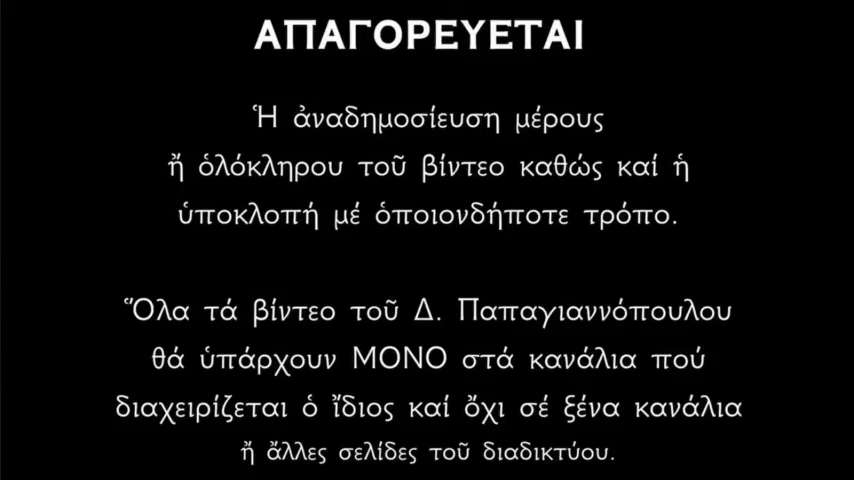 ΑΠΑΓΟΡΕΥΕΤΑΙ
Ἡ ἀναδημοσίευση μέρους
ἤ ὁλόκληρου τοῦ βίντεο καθώς καί ἡ
ὑποκλοπή μέ ὁποιονδήποτε τρόπο.
Ὅλα τά βίντεο τοῦ Δ. Παπαγιαννόπουλου
θά ὑπάρχουν ΜΟΝΟ στά κανάλια πού
διαχειρίζεται ὁ ἴδιος καί ὄχι σέ ξένα κανάλια
ἤ ἄλλες σελίδες τοῦ διαδικτύου.